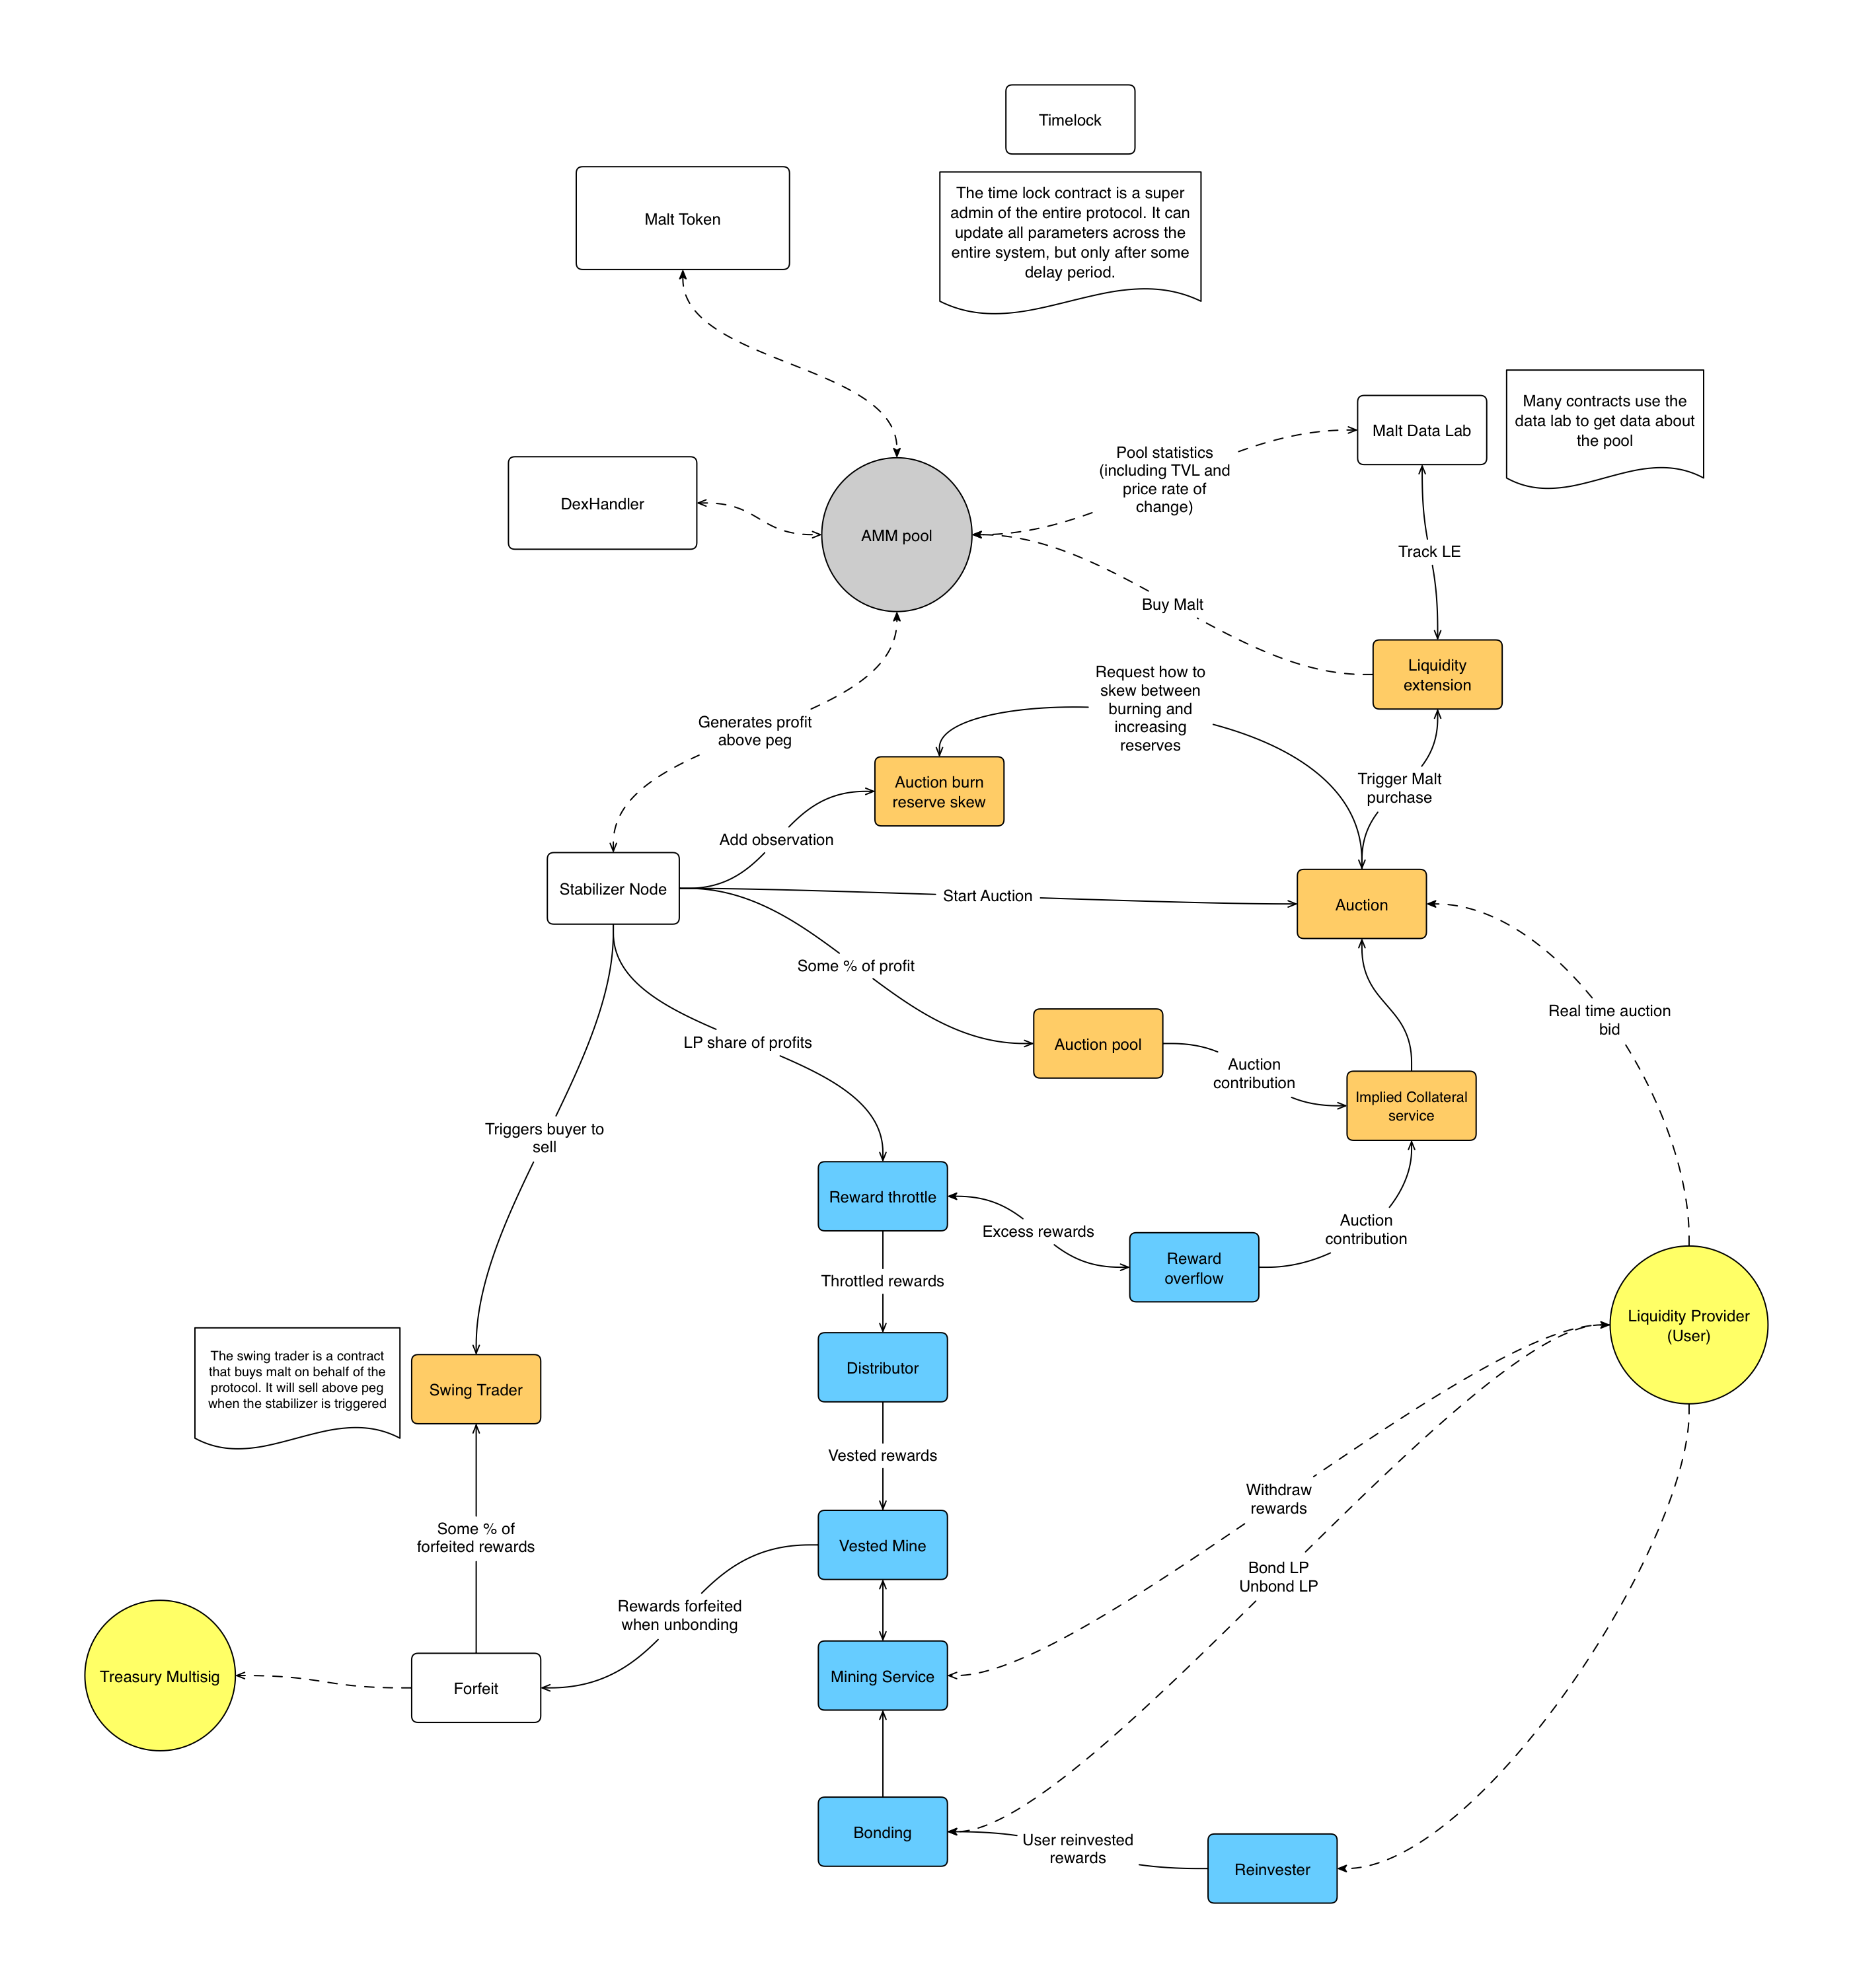 Timelock
Malt Token
The time lock contract is a super
admin of the entire protocol. It can
update all parameters across the
entire system, but only after some
delay period.
Many contracts use the
data lab to get data about
the pool
Malt Data Lab
Pool statistics
(including TVL and
price rate of
change)
DexHandler
AMM pool
Track LE
Buy Malt
Liquidity
extension
Request how to
skew between
burning and
increasing
reserves
Generates profit
above peg
Auction burn
reserve skew
Trigger Malt
purchase
Add observation
Stabilizer Node
Start Auction
Auction
Some % of profit
Real time auction
bid
LP share of profits
Auction pool
Auction
contribution
Implied Collateral
service
Triggers buyer to
sell
Reward throttle
Excess rewards
Auction
contribution
Reward
overflow
Throttled rewards
Liquidity Provider
(User)
The swing trader is a contract
that buys malt on behalf of the
protocol. It will sell above peg
when the stabilizer is triggered
Swing Trader
Distributor
Vested rewards
Withdraw
rewards
Some % of
forfeited rewards
Vested Mine
Bond LP
Unbond LP
Rewards forfeited
when unbonding
Treasury Multisig
Forfeit
Mining Service
Bonding
User reinvested
rewards
Reinvester